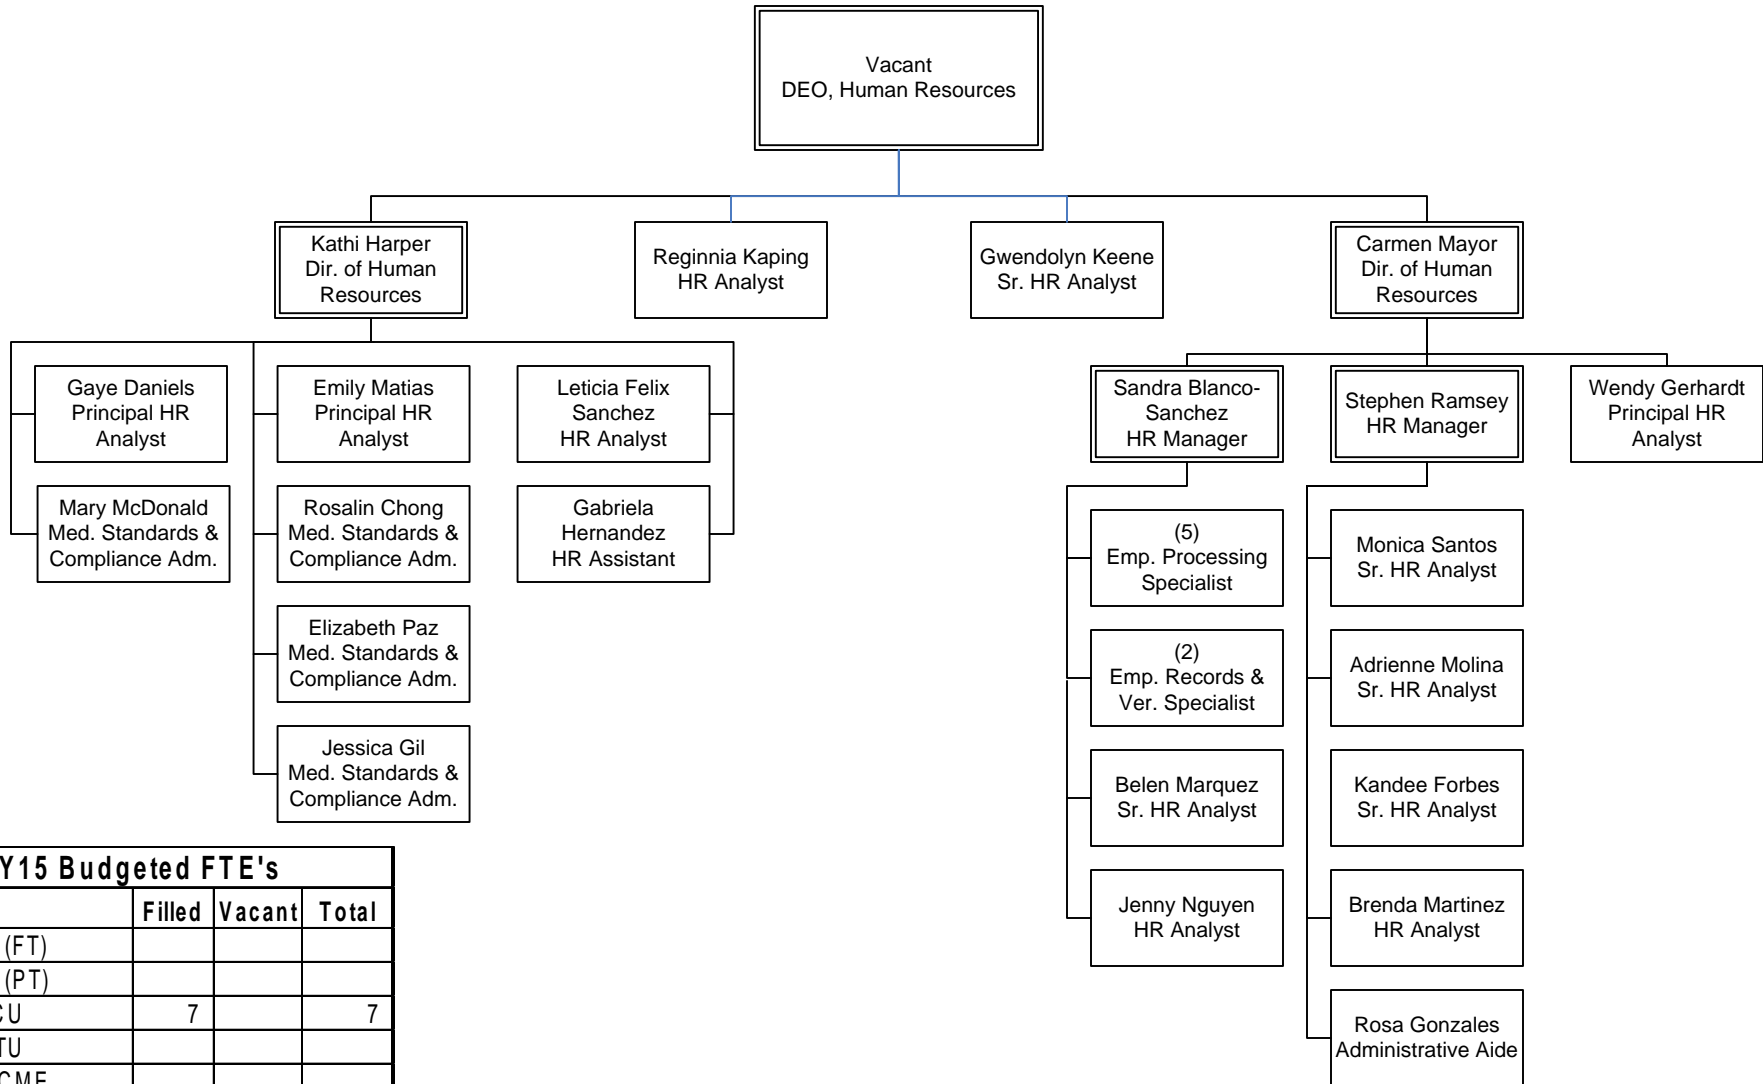 Vacant
DEO, Human Resources
Kathi Harper
Dir. of Human
Resources
Reginnia Kaping
HR Analyst
Gwendolyn Keene
Sr. HR Analyst
Carmen Mayor
Dir. of Human
Resources
Gaye Daniels
Principal HR
Analyst
Emily Matias
Principal HR
Analyst
Leticia Felix
Sanchez
HR Analyst
Mary McDonald
Med. Standards &
Compliance Adm.
Rosalin Chong
Med. Standards &
Compliance Adm.
Gabriela
Hernandez
HR Assistant
Elizabeth Paz
Med. Standards &
Compliance Adm.
Jessica Gil
Med. Standards &
Compliance Adm.
Sandra Blanco-
Sanchez
HR Manager
Stephen Ramsey
HR Manager
Wendy Gerhardt
Principal HR
Analyst
(5)
Emp. Processing
Specialist
(2)
Emp. Records &
Ver. Specialist
Belen Marquez
Sr. HR Analyst
Jenny Nguyen
HR Analyst
Monica Santos
Sr. HR Analyst
Adrienne Molina
Sr. HR Analyst
Kandee Forbes
Sr. HR Analyst
Brenda Martinez
HR Analyst
Rosa Gonzales
Administrative Aide
Y15 Budgeted FTE's
Filled Vacant Total
(FT)
(PT)
CU 7 7
TU
CME